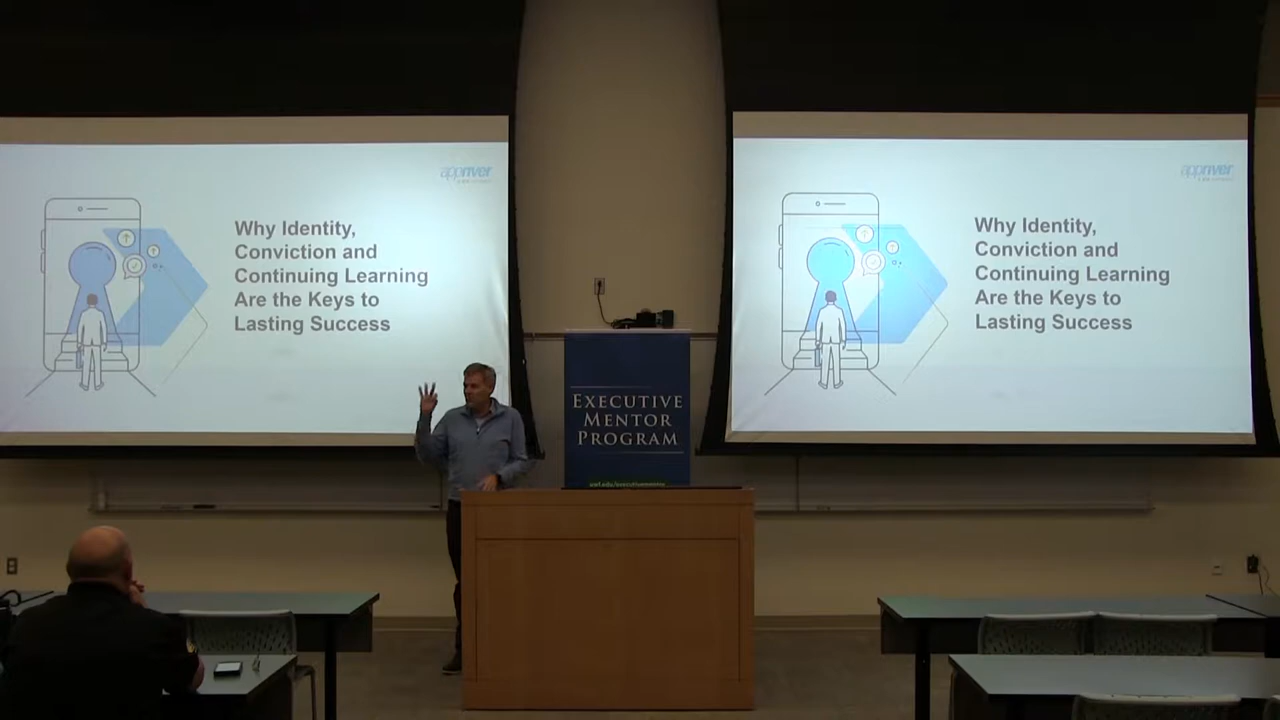 appriver
Why Identity,
Conviction and
Continuing Learning
Are the Keys to
Lasting Success
EXECUTIVE
MENTOR
PROGRAM
appriver
Why Identity,
Conviction and
Continuing Learning
Are the Keys to
Lasting Success